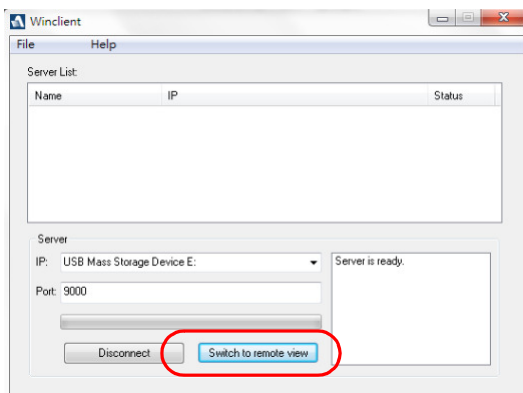 Winclient
File Help
Server List:
Name IP Status
Server
IP: USB Mass Storage Device E: Server is ready.
Port: 9000
Disconnect Switch to remote view